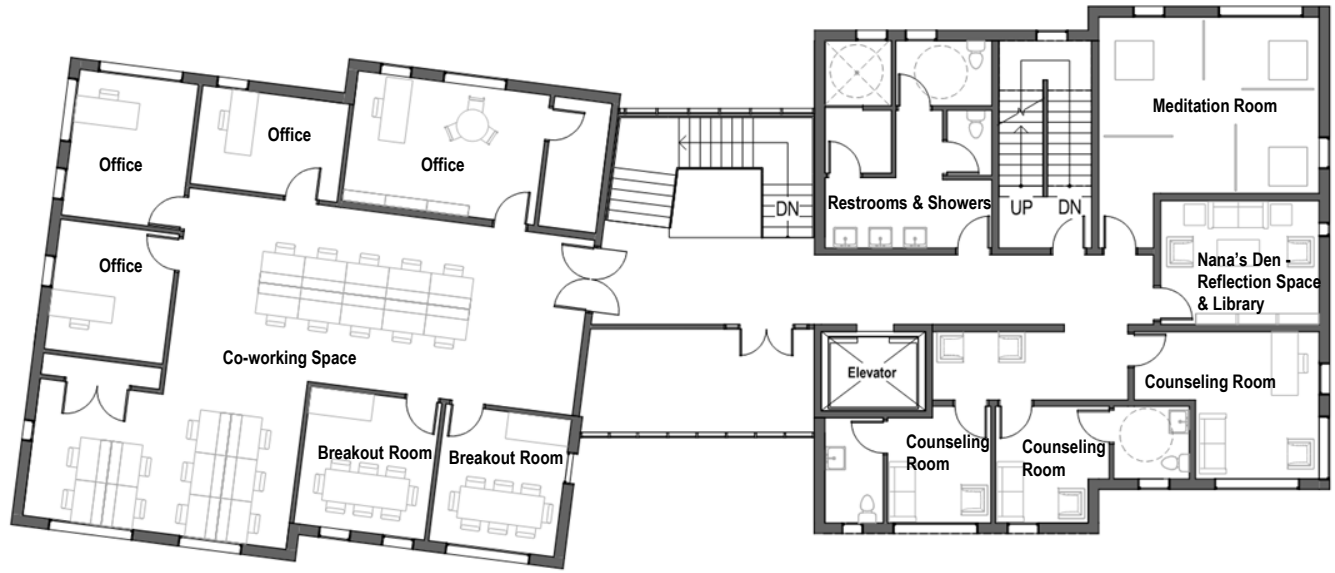 Meditation Room
Office
Office
Office
Restrooms & Showers
DN
UP
DN
Office
Nana's Den -
Reflection Space
& Library
Co-working Space
Elevator
Counseling Room
Breakout Room
Breakout Room
Counseling
Room
Counseling
Room